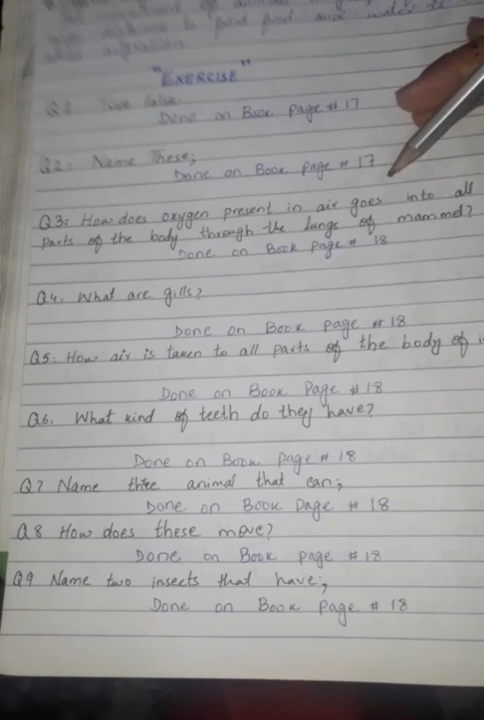 "EXERCISE"
Q1 True false
Done on Book page # 17
Q2: Name These;
Done on Book page # 17
Q3: How does oxygen present in air goes into all
parts of the body through the lungs of mammel?
Done on Book page # 18
Q4. What are gills?
Done on Book page # 18
Q5: How air is taken to all parts of the body of
Done on Book Page # 18
Q6. What kind of teeth do they have?
Done on Book page # 18
Q7 Name thre animal that can;
Done on Book page # 18
Q8 How does these move?
Done on Book page # 18
Q9 Name two insects that have;
Done on Book page # 18